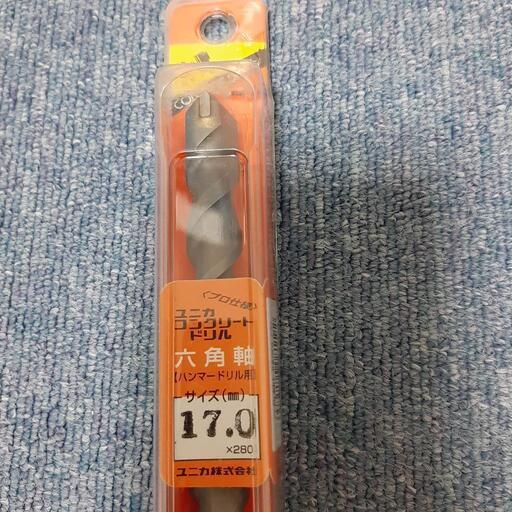 〈プロ仕様〉
ユニカ
コンクリート
ドリル
六角軸
【ハンマードリル用】
サイズ(mm)
17.0
×280
ユニカ株式会社